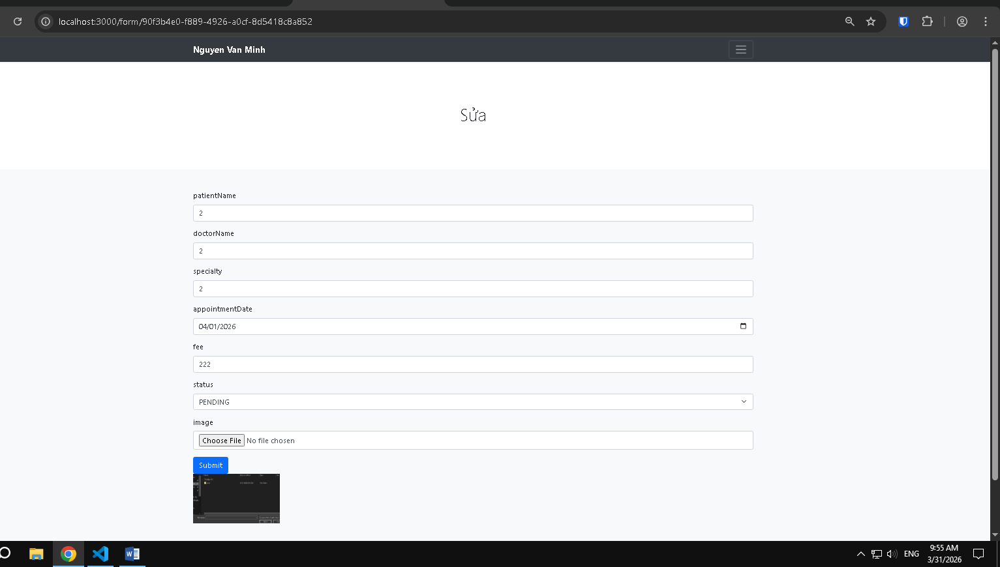 localhost:3000/form/90f3b4e0-f889-4926-a0cf-8d5418c8a852
Nguyen Van Minh
Sửa
patientName
2
doctorName
2
specialty
2
appointmentDate
04/01/2026
fee
222
status
PENDING
image
Choose File No file chosen
Submit
ENG
9:55 AM
3/31/2026